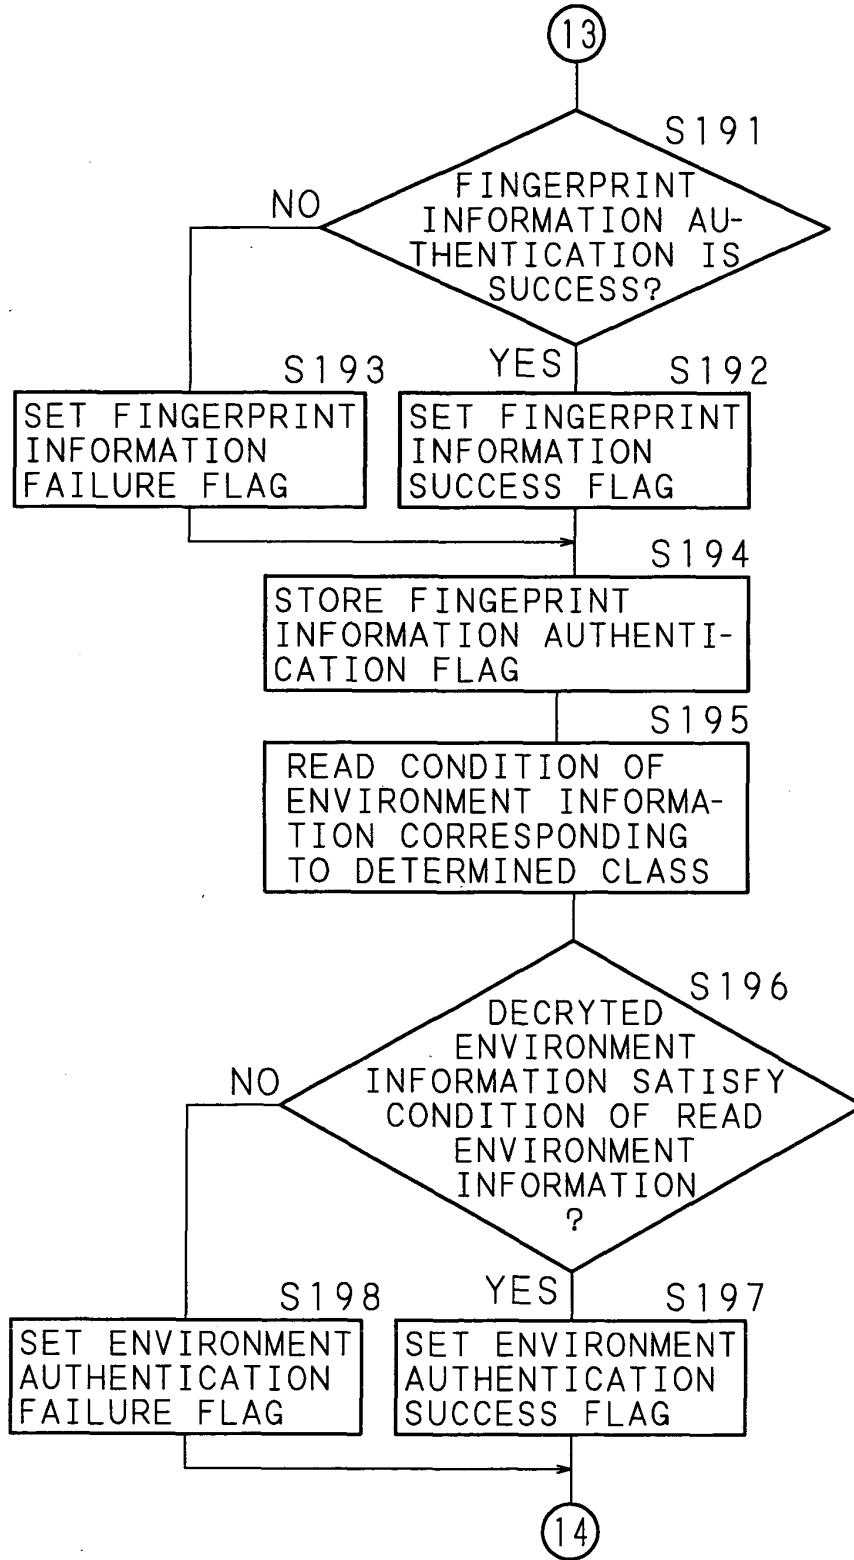 13
S191
FINGERPRINT
INFORMATION AU-
THENTICATION IS
SUCCESS?
NO
YES
S193
SET FINGERPRINT
INFORMATION
FAILURE FLAG
S192
SET FINGERPRINT
INFORMATION
SUCCESS FLAG
S194
STORE FINGEPRINT
INFORMATION AUTHENTI-
CATION FLAG
S195
READ CONDITION OF
ENVIRONMENT INFORMA-
TION CORRESPONDING
TO DETERMINED CLASS
S196
DECRYTED
ENVIRONMENT
INFORMATION SATISFY
CONDITION OF READ
ENVIRONMENT
INFORMATION
?
NO
YES
S198
SET ENVIRONMENT
AUTHENTICATION
FAILURE FLAG
S197
SET ENVIRONMENT
AUTHENTICATION
SUCCESS FLAG
14